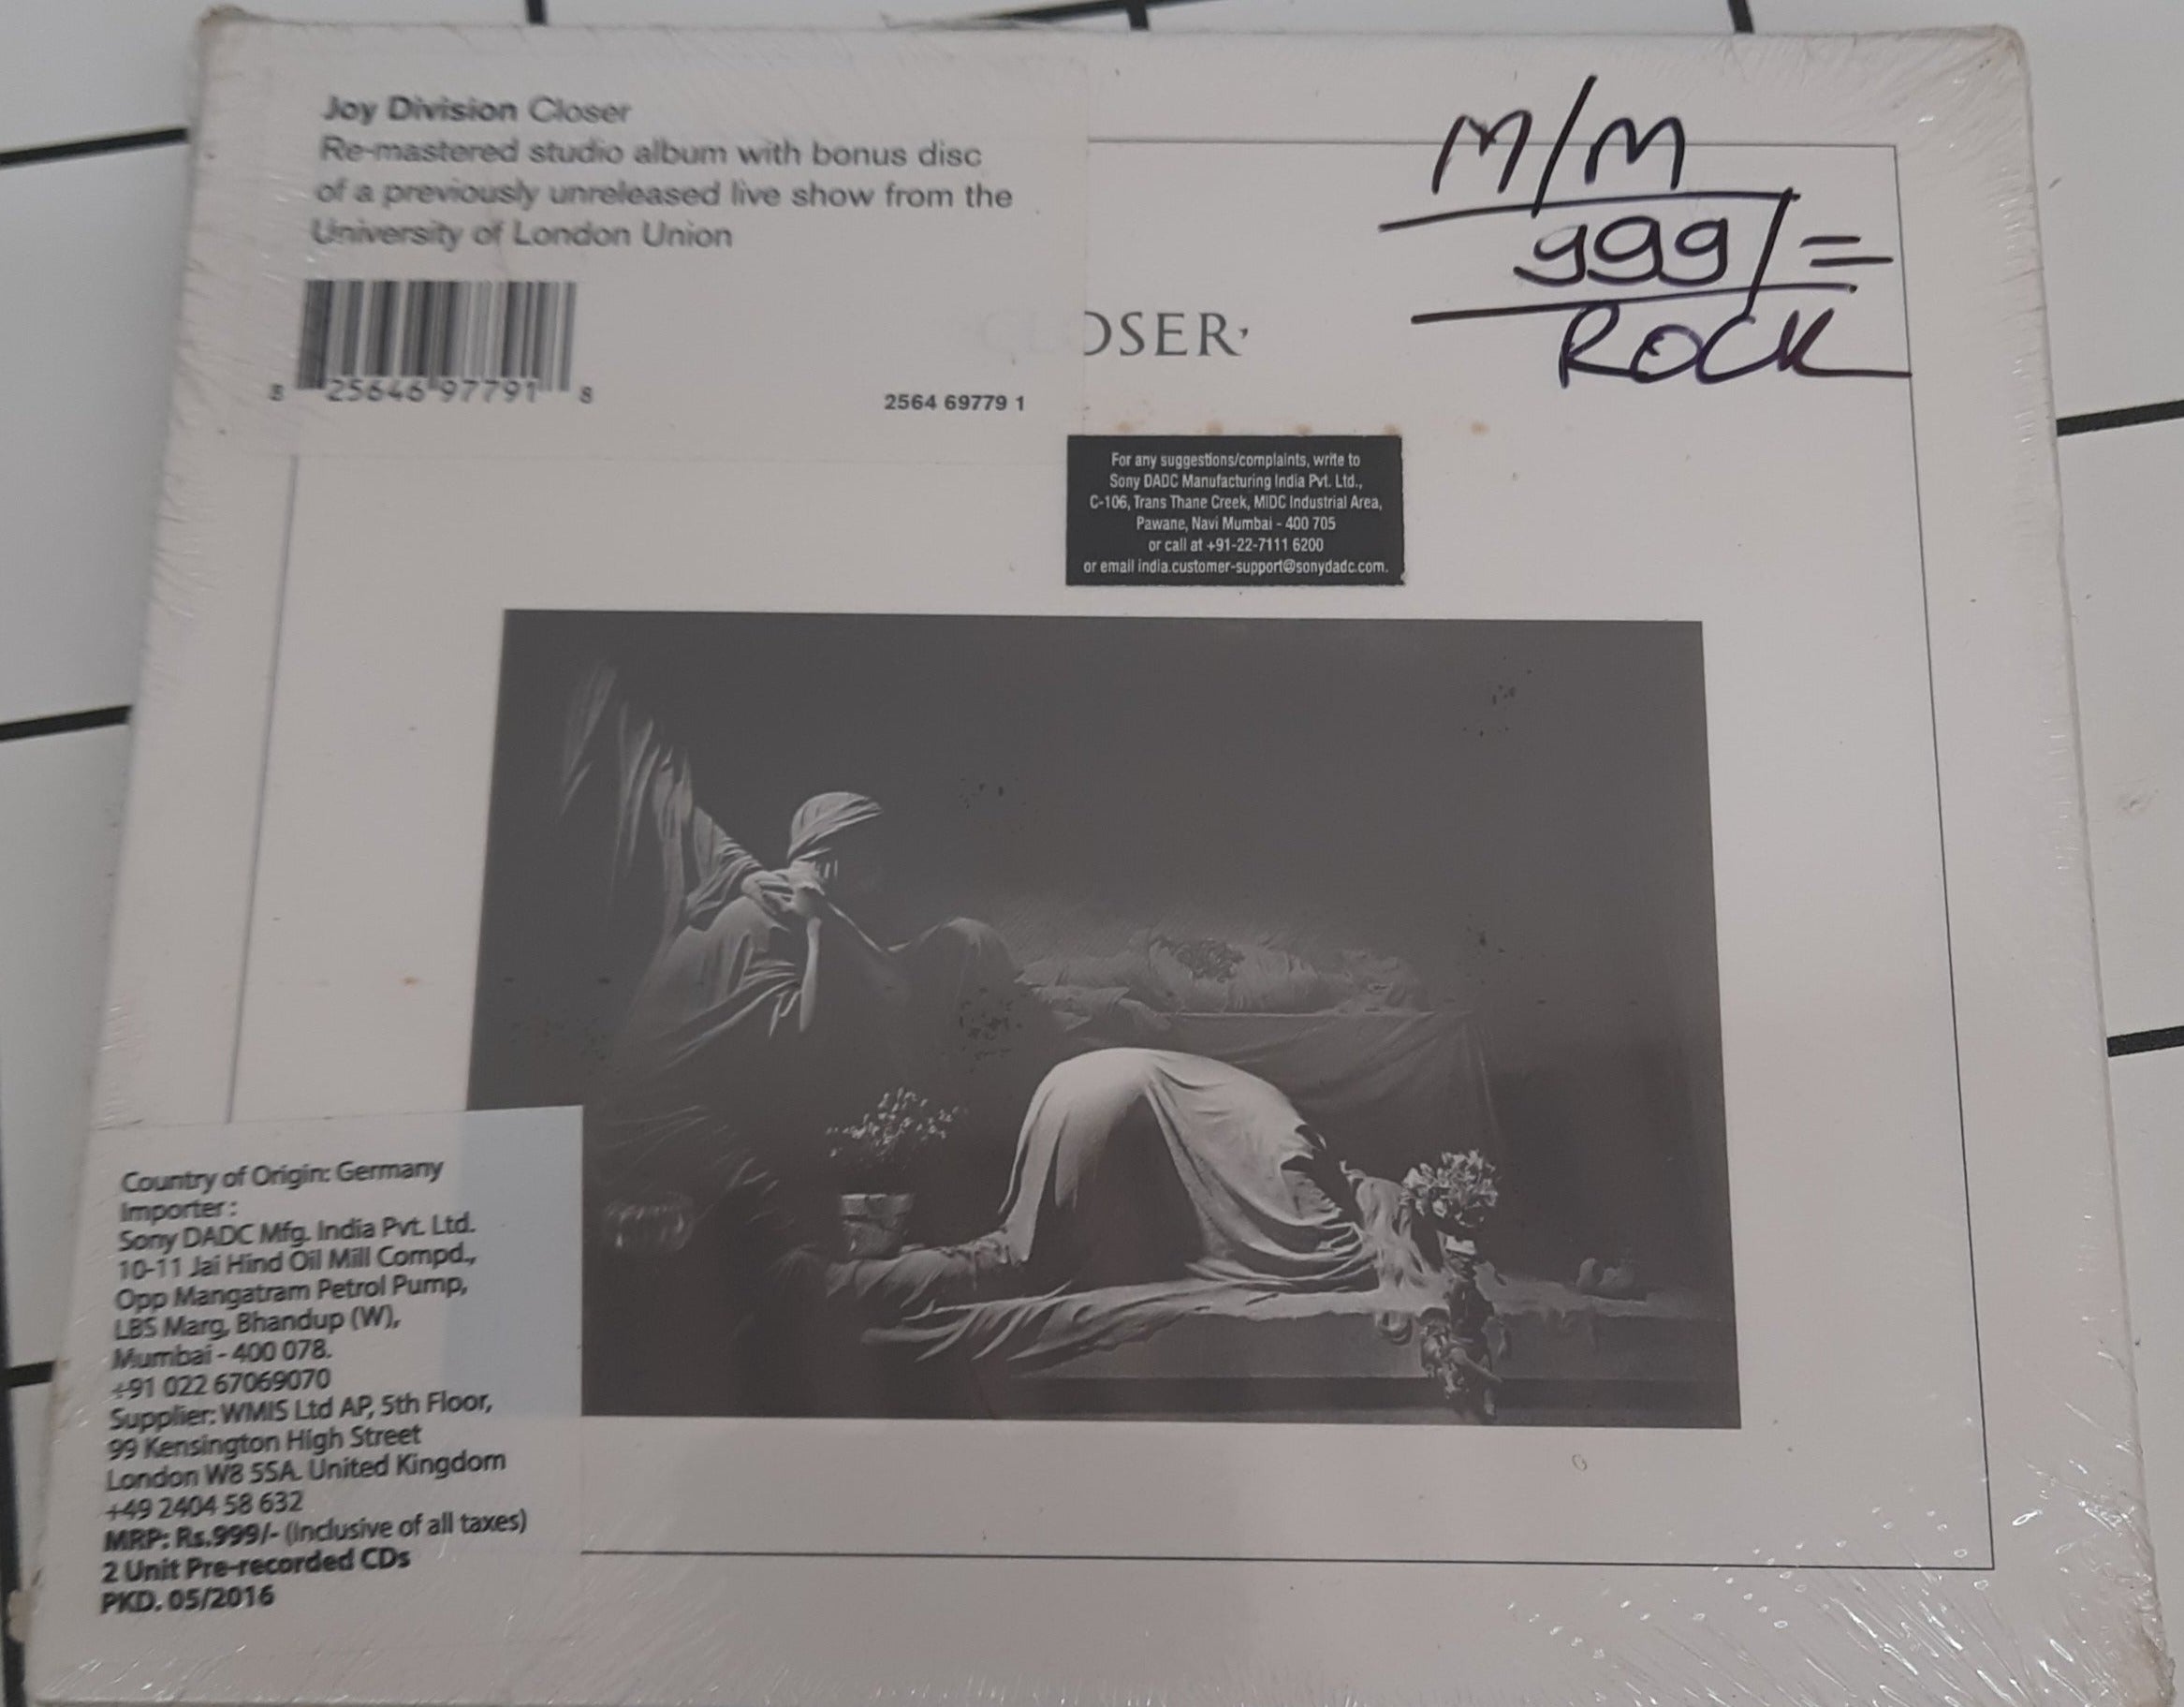 Joy Division Closer
Re-mastered studio album with bonus disc
of a previously unreleased live show from the
University of London Union
8 25646 97791 8
2564 69779 1
CLOSER
M/M
999/=
ROCK
For any suggestions/complaints, write to
Sony DADC Manufacturing India Pvt. Ltd.,
C-106, Trans Thane Creek, MIDC Industrial Area,
Pawane, Navi Mumbai - 400 705
or call at +91-22-7111 6200
or email india.customer-support@sonydadc.com.
Country of Origin: Germany
Importer :
Sony DADC Mfg. India Pvt. Ltd.
10-11 Jai Hind Oil Mill Compd.,
Opp Mangatram Petrol Pump,
LBS Marg, Bhandup (W),
Mumbai - 400 078.
+91 022 67069070
Supplier: WMIS Ltd AP, 5th Floor,
99 Kensington High Street
London W8 5SA. United Kingdom
+49 2404 58 632
MRP: Rs.999/- (Inclusive of all taxes)
2 Unit Pre-recorded CDs
PKD. 05/2016